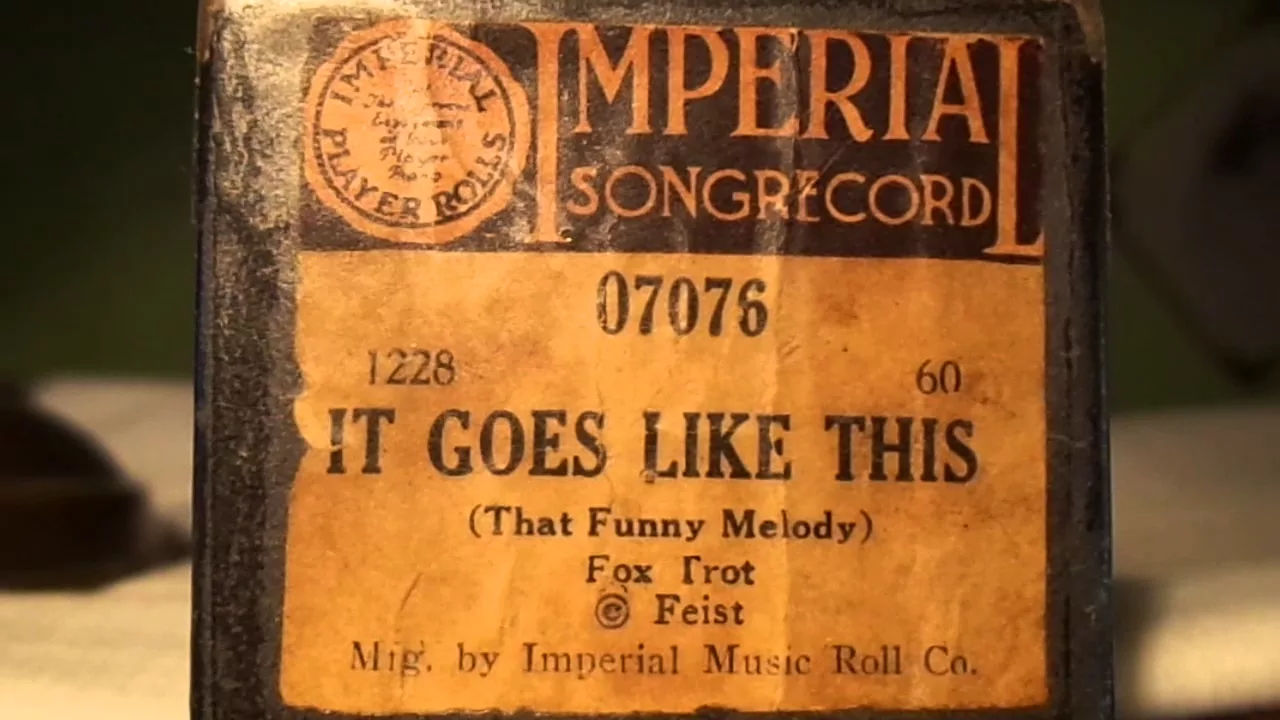 IMPERIAL
PLAYER ROLLS
IMPERIAL
SONGRECORD
07076
1228 60
IT GOES LIKE THIS
(That Funny Melody)
Fox Trot
© Feist
Mfg. by Imperial Music Roll Co.